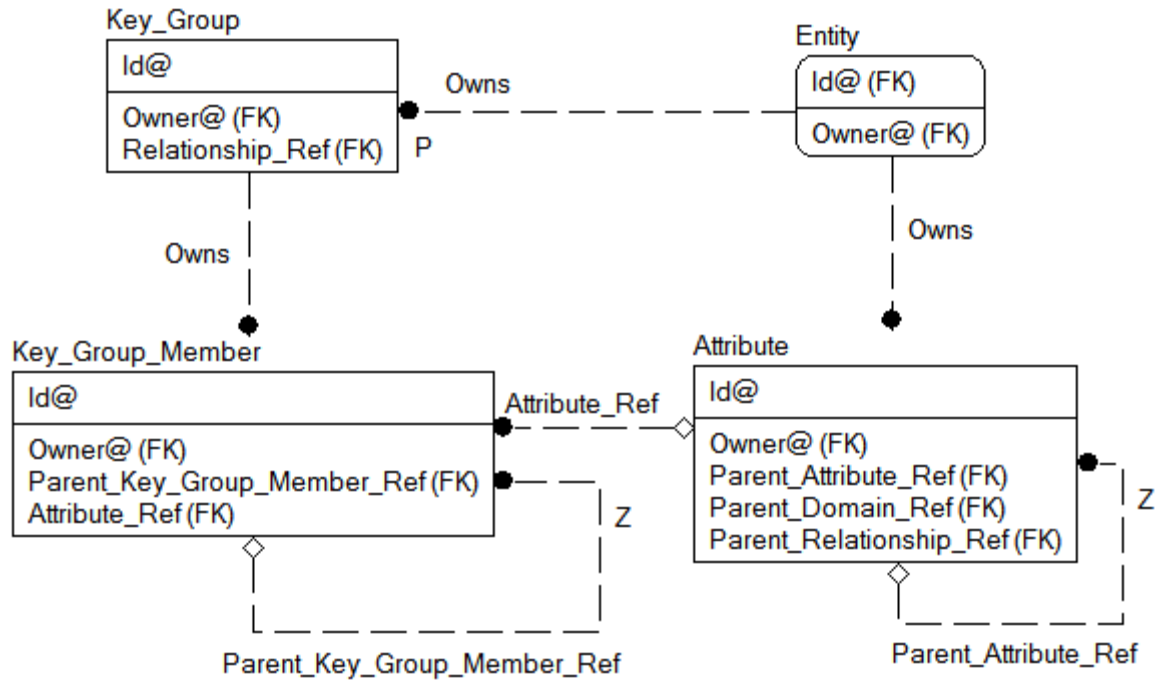 Key_Group
Id@
Owner@ (FK)
Relationship_Ref (FK)
P
Owns
Entity
Id@ (FK)
Owner@ (FK)
Owns
Owns
Key_Group_Member
Id@
Owner@ (FK)
Parent_Key_Group_Member_Ref (FK)
Attribute_Ref (FK)
Z
Parent_Key_Group_Member_Ref
Attribute_Ref
Attribute
Id@
Owner@ (FK)
Parent_Attribute_Ref (FK)
Parent_Domain_Ref (FK)
Parent_Relationship_Ref (FK)
Z
Parent_Attribute_Ref